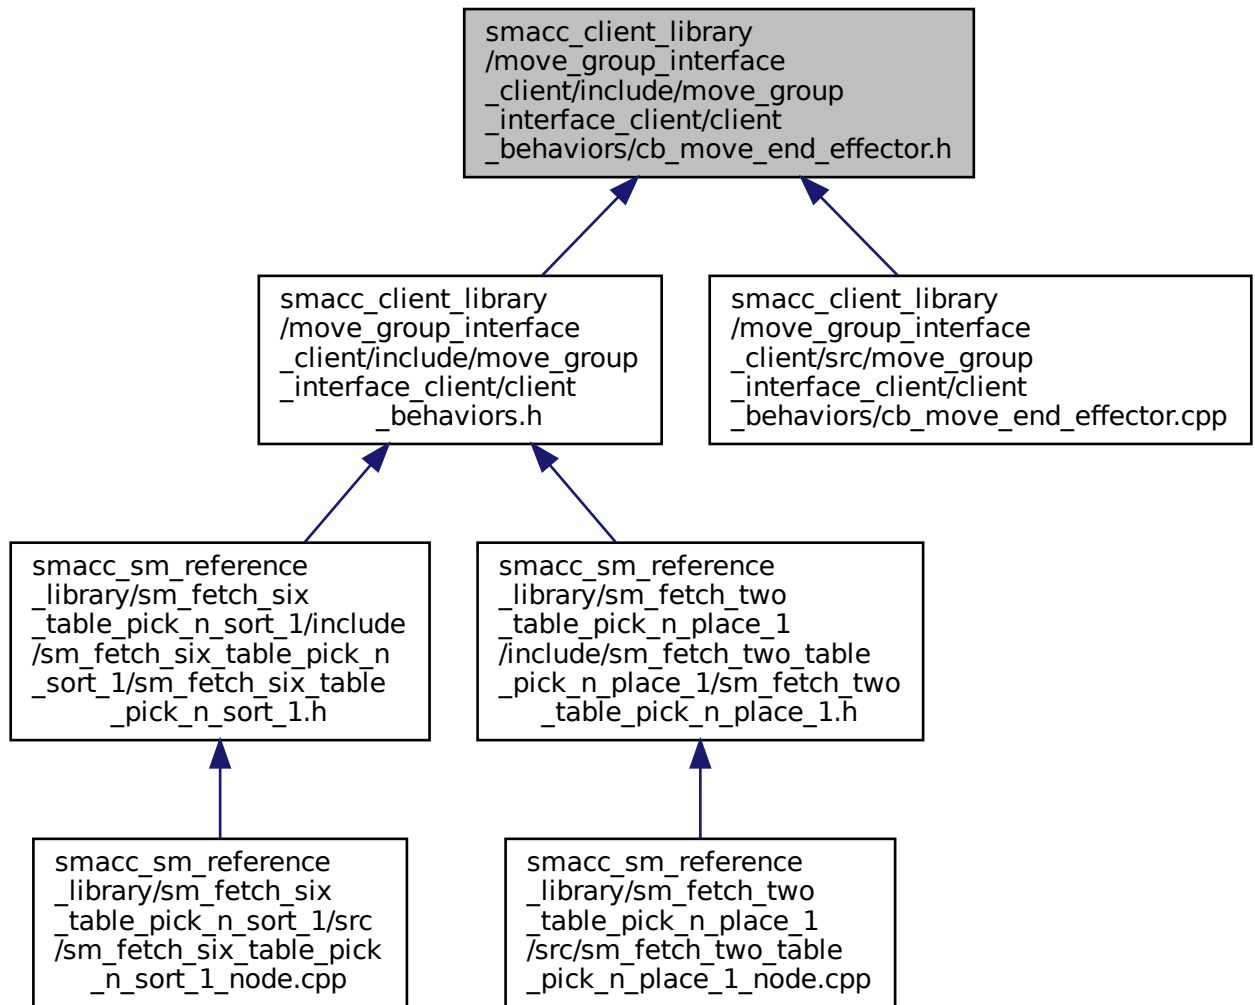 smacc_client_library
/move_group_interface
_client/include/move_group
_interface_client/client
_behaviors/cb_move_end_effector.h
smacc_client_library
/move_group_interface
_client/include/move_group
_interface_client/client
_behaviors.h
smacc_client_library
/move_group_interface
_client/src/move_group
_interface_client/client
_behaviors/cb_move_end_effector.cpp
smacc_sm_reference
_library/sm_fetch_six
_table_pick_n_sort_1/include
/sm_fetch_six_table_pick_n
_sort_1/sm_fetch_six_table
_pick_n_sort_1.h
smacc_sm_reference
_library/sm_fetch_two
_table_pick_n_place_1
/include/sm_fetch_two_table
_pick_n_place_1/sm_fetch_two
_table_pick_n_place_1.h
smacc_sm_reference
_library/sm_fetch_six
_table_pick_n_sort_1/src
/sm_fetch_six_table_pick
_n_sort_1_node.cpp
smacc_sm_reference
_library/sm_fetch_two
_table_pick_n_place_1
/src/sm_fetch_two_table
_pick_n_place_1_node.cpp